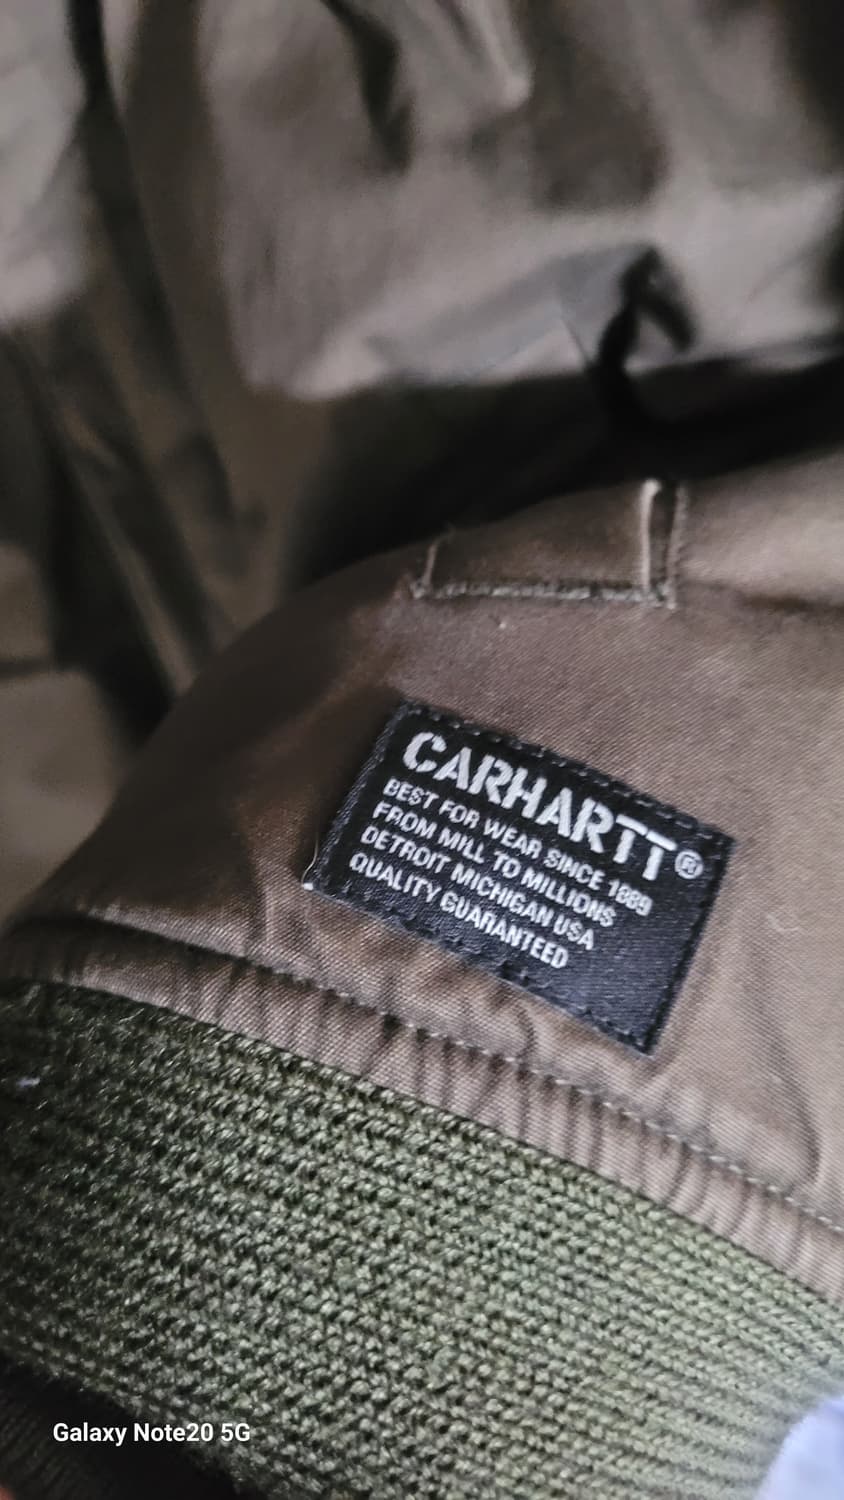 CARHARTT®
BEST FOR WEAR SINCE 1889
FROM MILL TO MILLIONS
DETROIT MICHIGAN USA
QUALITY GUARANTEED
Galaxy Note20 5G